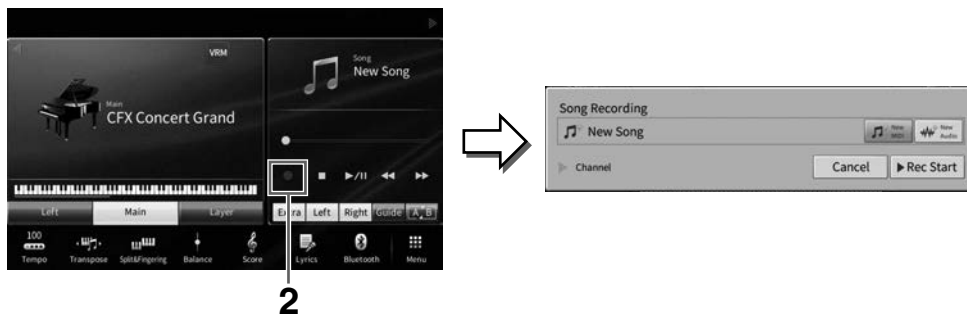 VRM
Song
New Song
Main
CFX Concert Grand
Left
Main
Layer
Extra
Left
Right
Guide
A B
100
Tempo
Transpose
Split&Fingering
Balance
Score
Lyrics
Bluetooth
Menu
2
Song Recording
New Song
New
MIDI
New
Audio
Channel
Cancel
Rec Start